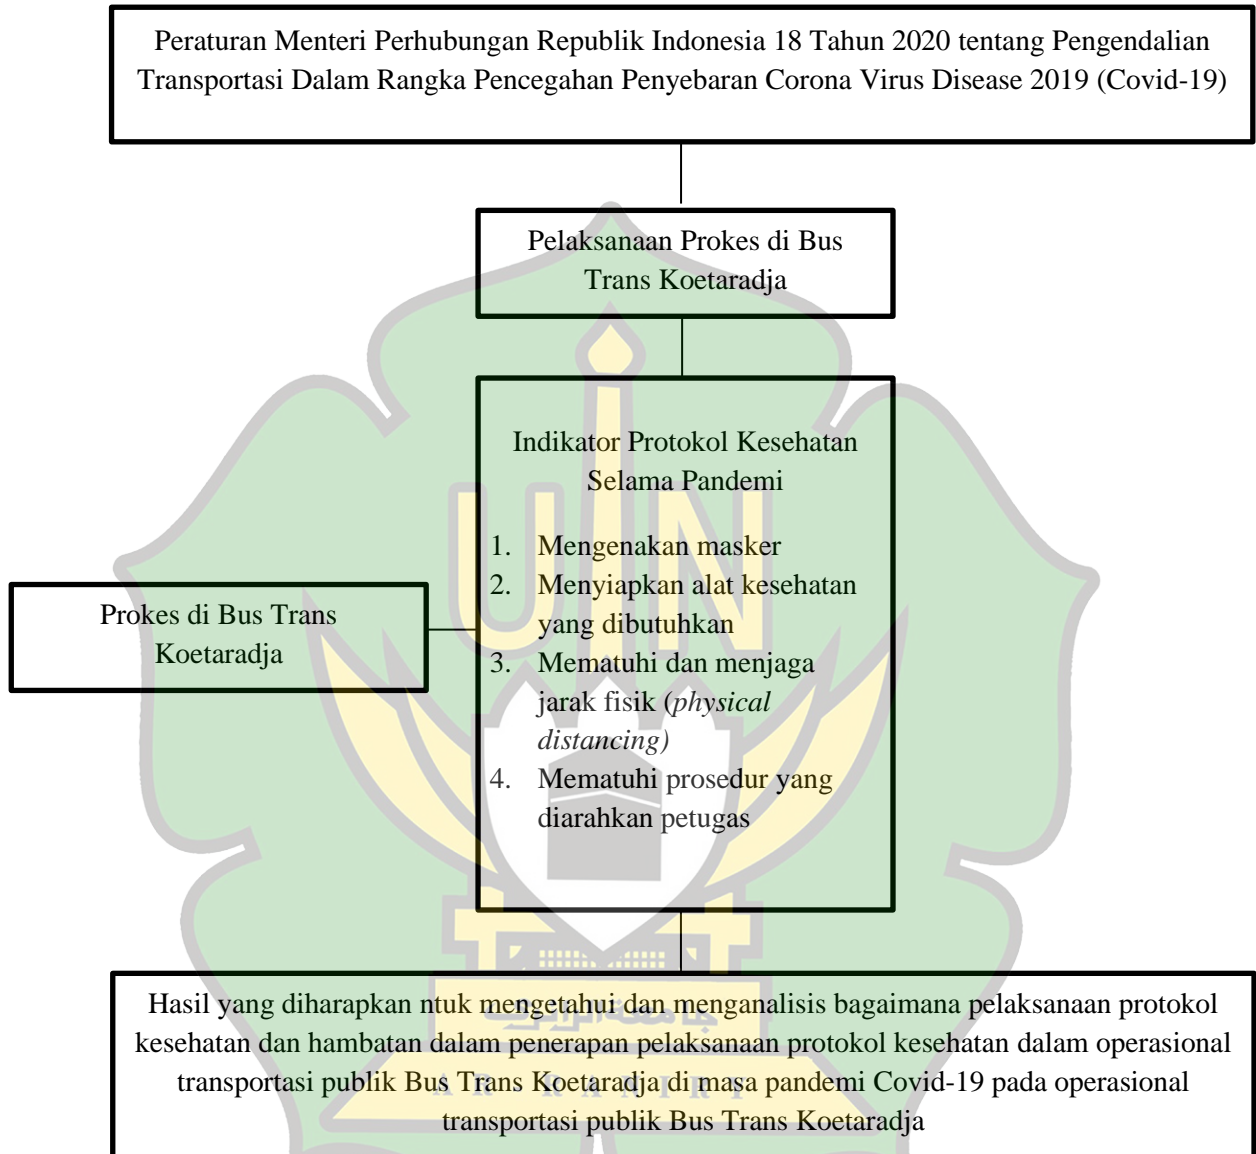 Peraturan Menteri Perhubungan Republik Indonesia 18 Tahun 2020 tentang Pengendalian
Transportasi Dalam Rangka Pencegahan Penyebaran Corona Virus Disease 2019 (Covid-19)
Pelaksanaan Prokes di Bus
Trans Koetaradja
Indikator Protokol Kesehatan
Selama Pandemi
1. Mengenakan masker
2. Menyiapkan alat kesehatan
yang dibutuhkan
3. Mematuhi dan menjaga
jarak fisik (physical
distancing)
4. Mematuhi prosedur yang
diarahkan petugas
Prokes di Bus Trans
Koetaradja
Hasil yang diharapkan ntuk mengetahui dan menganalisis bagaimana pelaksanaan protokol
kesehatan dan hambatan dalam penerapan pelaksanaan protokol kesehatan dalam operasional
transportasi publik Bus Trans Koetaradja di masa pandemi Covid-19 pada operasional
transportasi publik Bus Trans Koetaradja
UIN
جامعة الرانري
AR - RANIRY